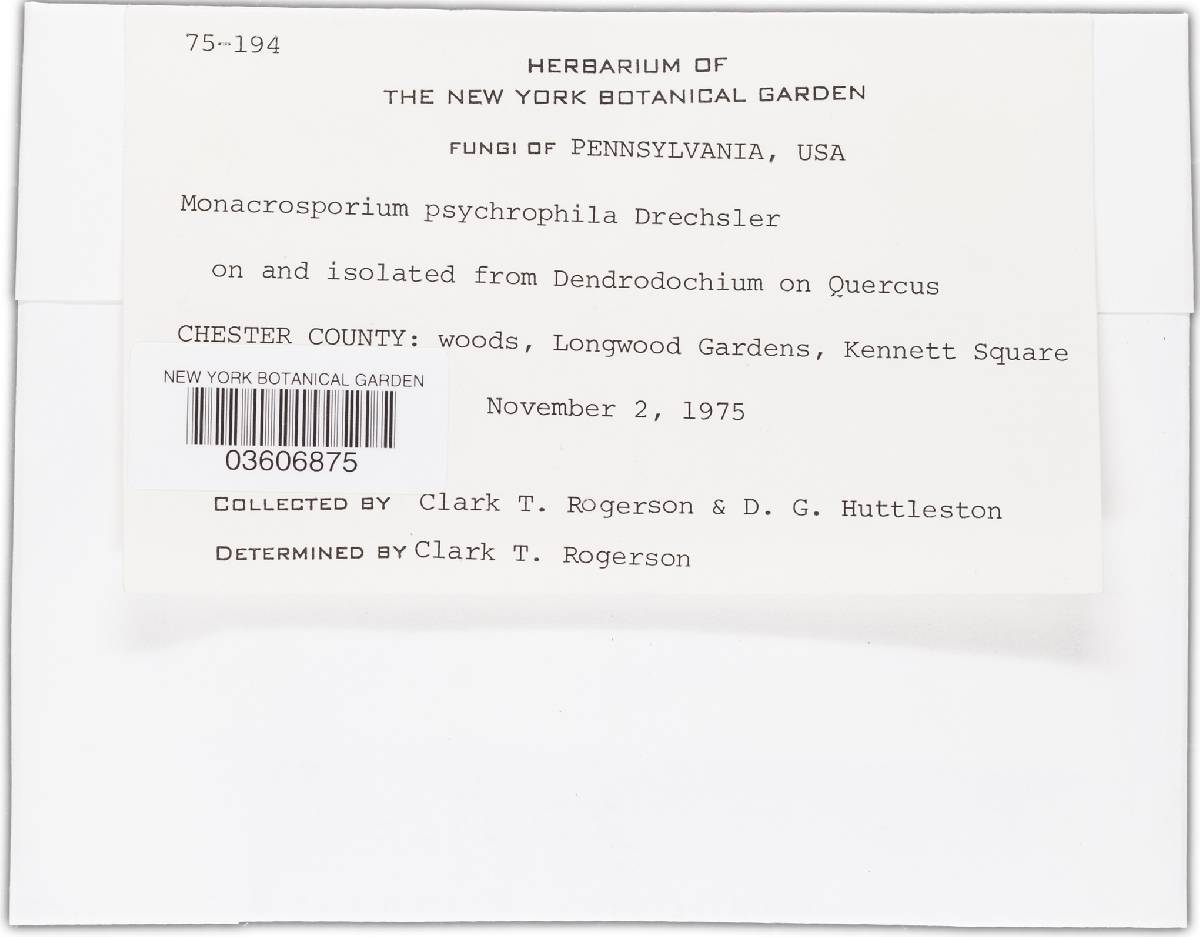 75-194
HERBARIUM OF
THE NEW YORK BOTANICAL GARDEN
FUNGI OF PENNSYLVANIA, USA
Monacrosporium psychrophila Drechsler
on and isolated from Dendrodochium on Quercus
CHESTER COUNTY: woods, Longwood Gardens, Kennett Square
NEW YORK BOTANICAL GARDEN
03606875
November 2, 1975
COLLECTED BY Clark T. Rogerson & D. G. Huttleston
DETERMINED BY Clark T. Rogerson